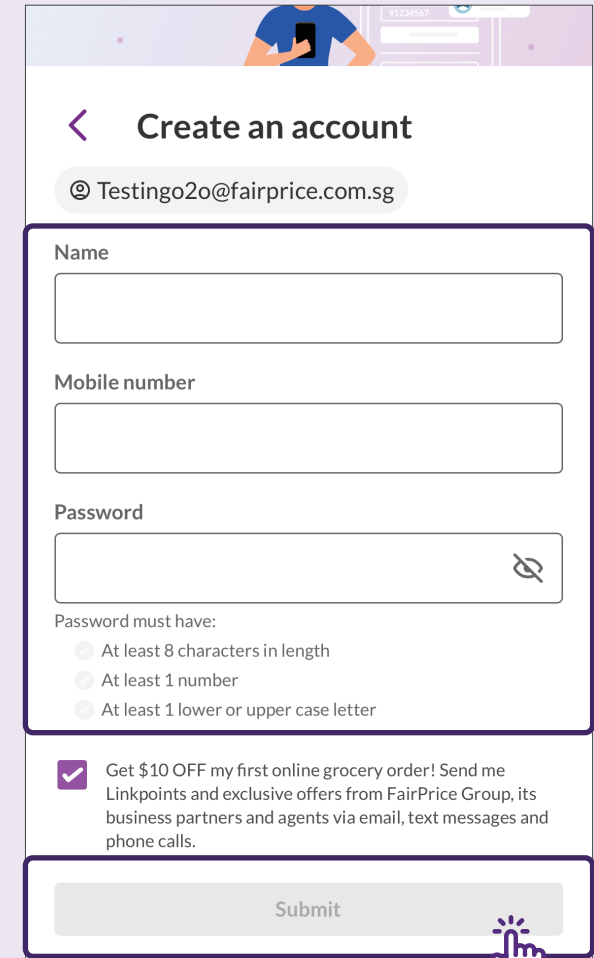 91234567
Create an account
Testingo2o@fairprice.com.sg
Name
Mobile number
Password
Password must have:
At least 8 characters in length
At least 1 number
At least 1 lower or upper case letter
Get $10 OFF my first online grocery order! Send me
Linkpoints and exclusive offers from FairPrice Group, its
business partners and agents via email, text messages and
phone calls.
Submit